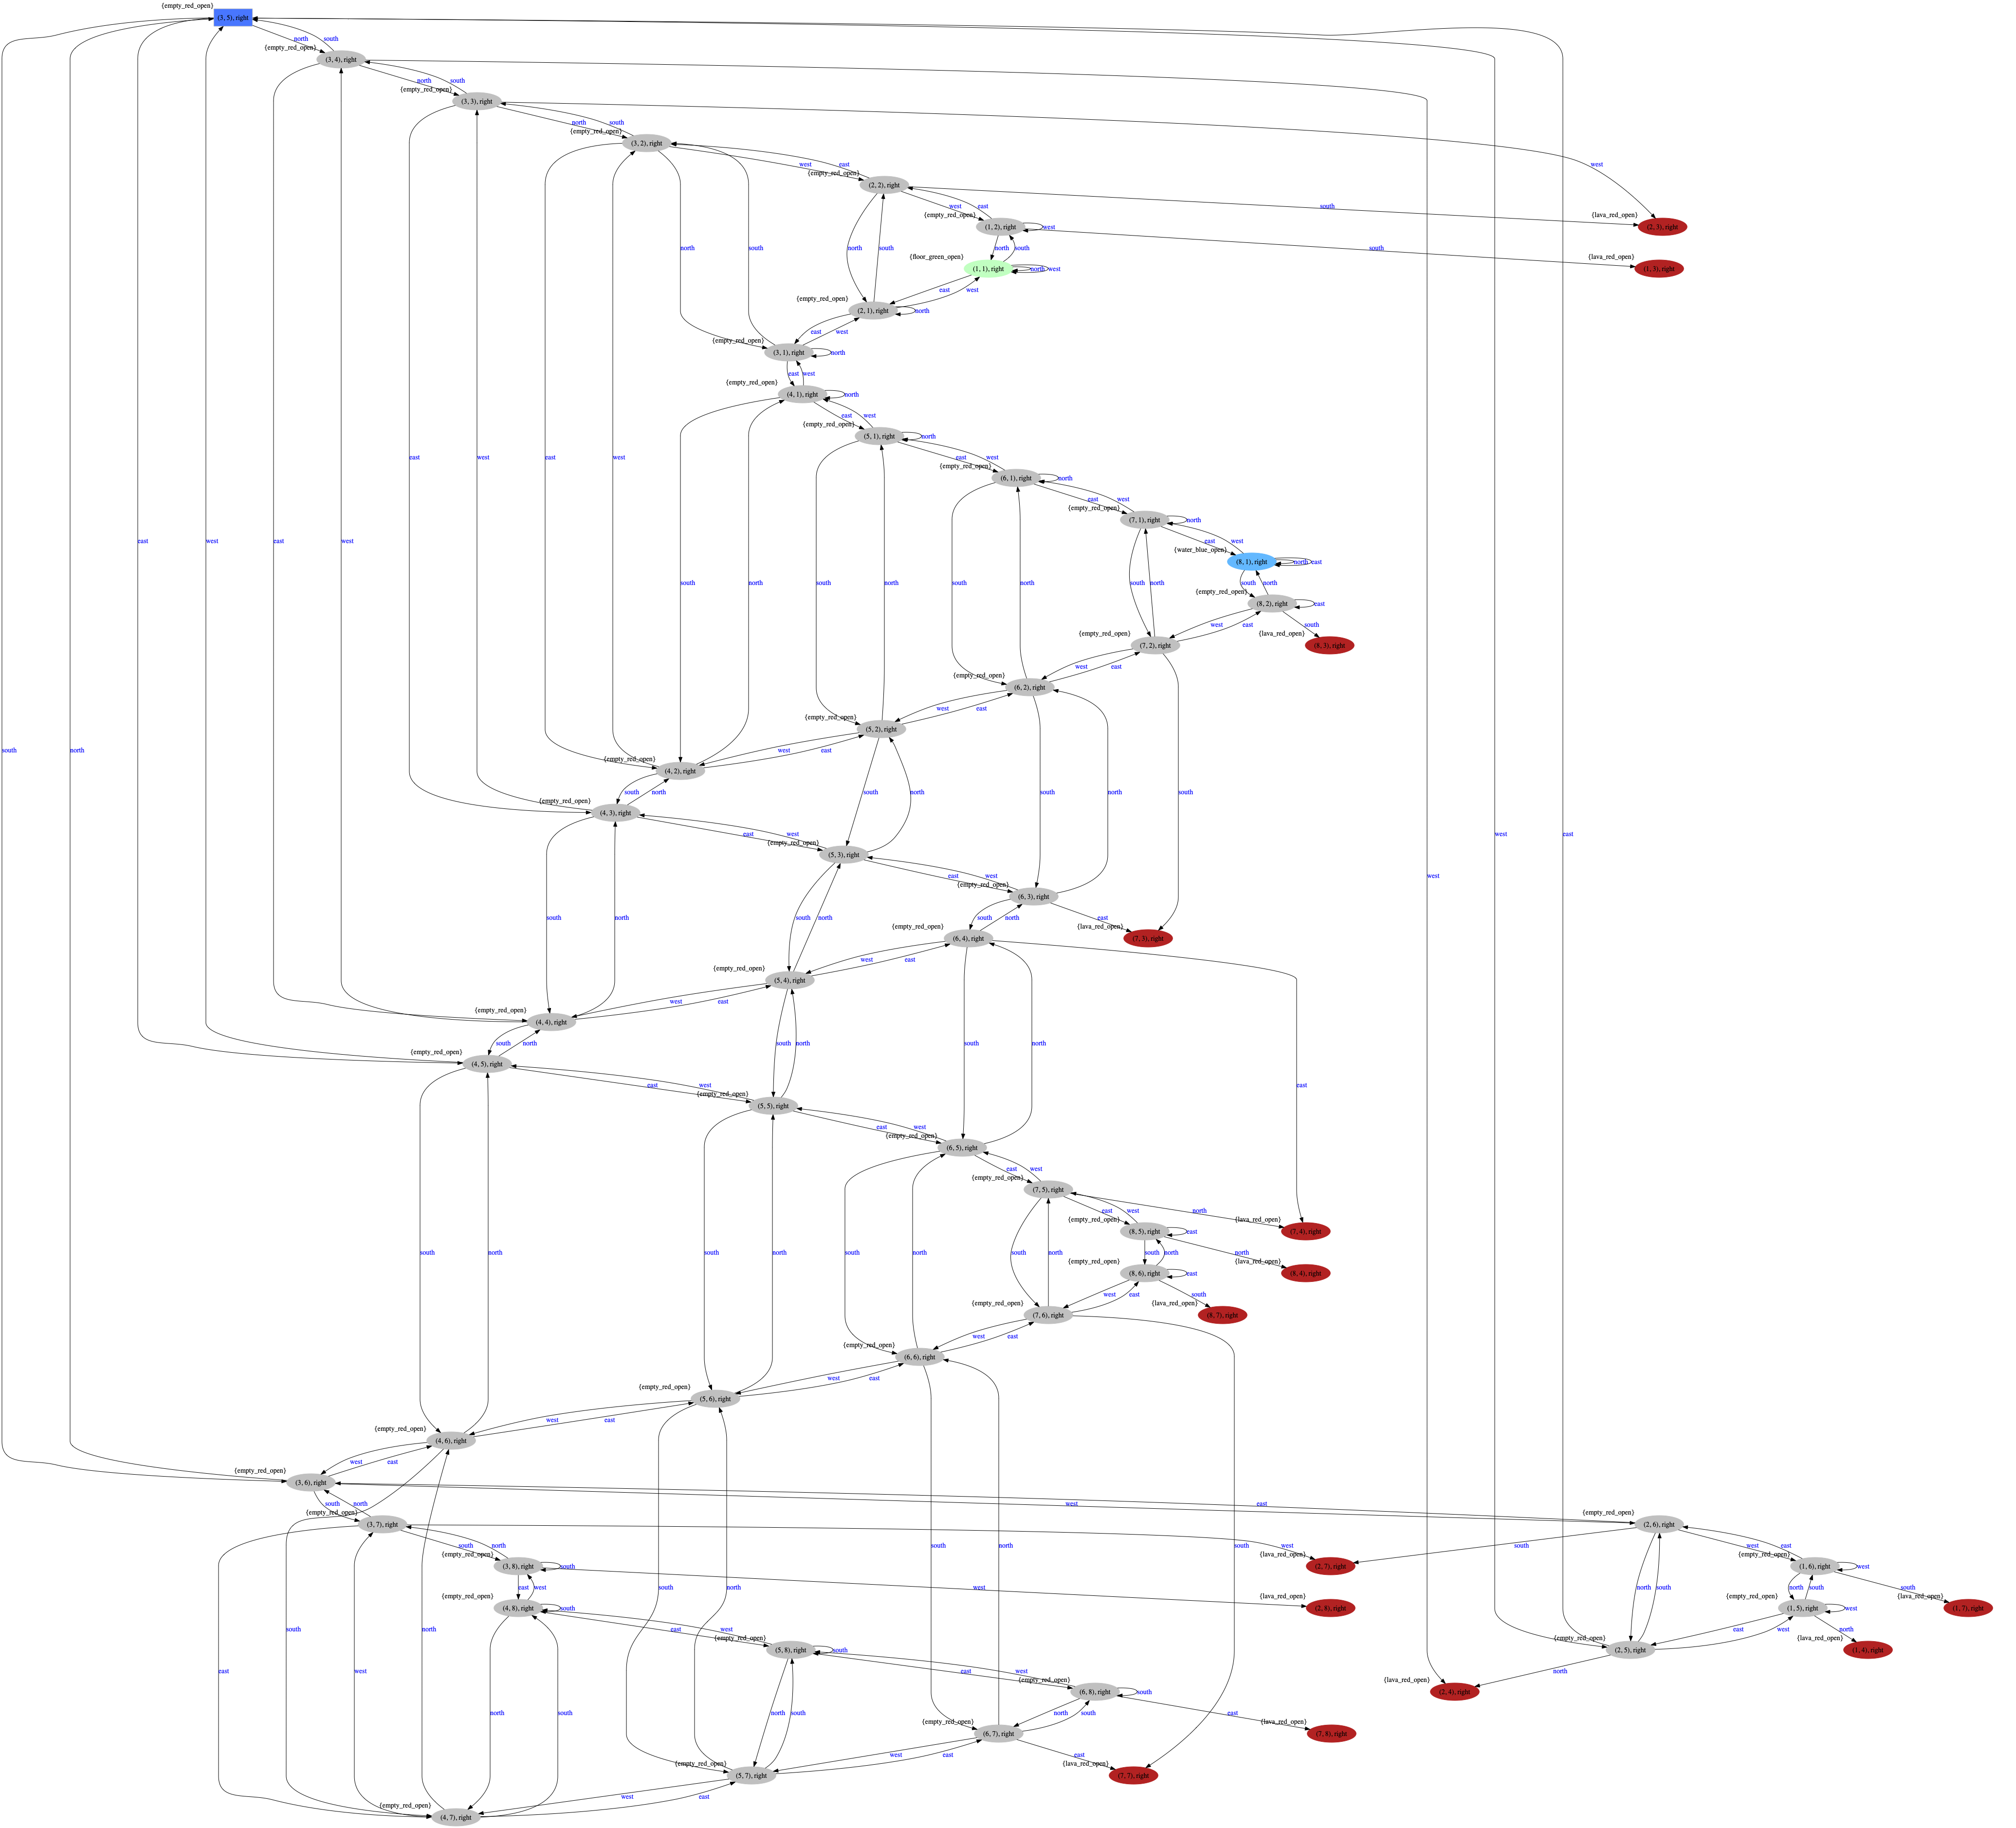 {empty_red_open}
(3, 5), right
north south
{empty_red_open}
(3, 4), right
north south
{empty_red_open}
(3, 3), right
north south
{empty_red_open}
(3, 2), right
west east west
{empty_red_open}
(2, 2), right
west east south
{empty_red_open} {lava_red_open}
(1, 2), right west (2, 3), right
north south north south north south south
{floor_green_open} {lava_red_open}
(1, 1), right north west (1, 3), right
east west
{empty_red_open}
(2, 1), right north
east west
{empty_red_open}
(3, 1), right north
east west
{empty_red_open}
(4, 1), right north
east west
{empty_red_open}
(5, 1), right north
east west east west east west
{empty_red_open}
(6, 1), right north
east west
{empty_red_open}
(7, 1), right north
east west east west east west
{water_blue_open}
(8, 1), right north east
south north south north south north south north south north
{empty_red_open}
(8, 2), right east
west east south
{empty_red_open} {lava_red_open}
(7, 2), right (8, 3), right
west east
{empty_red_open}
(6, 2), right
west east
{empty_red_open}
(5, 2), right
south north west east
{empty_red_open}
(4, 2), right
south north south north south north south
{empty_red_open}
(4, 3), right
east west west east
{empty_red_open}
(5, 3), right
east west west
{empty_red_open}
(6, 3), right
south north south north south north east
{empty_red_open} {lava_red_open}
(6, 4), right (7, 3), right
west east
{empty_red_open}
(5, 4), right
west east
{empty_red_open}
(4, 4), right
south north south north south north
{empty_red_open}
(4, 5), right
east west east
{empty_red_open}
(5, 5), right
east west
{empty_red_open}
(6, 5), right
east west
{empty_red_open}
(7, 5), right
east west north
{empty_red_open} {lava_red_open}
(8, 5), right east (7, 4), right
south north south north south north south north south north north
{empty_red_open} {lava_red_open}
(8, 6), right east (8, 4), right
west east south
{empty_red_open} {lava_red_open}
(7, 6), right (8, 7), right
west east
{empty_red_open}
(6, 6), right
west east
{empty_red_open}
(5, 6), right
west east
{empty_red_open}
(4, 6), right
west east
{empty_red_open}
(3, 6), right
south north west east
{empty_red_open} {empty_red_open}
(3, 7), right (2, 6), right
south north south north west south west east
{empty_red_open} {lava_red_open} {empty_red_open}
(3, 8), right south (2, 7), right (1, 6), right west
east west west north south north south south
{empty_red_open} {lava_red_open} {empty_red_open} {lava_red_open}
(4, 8), right south (2, 8), right (1, 5), right west (1, 7), right
south north east west east west north
{empty_red_open} {empty_red_open} {lava_red_open}
(5, 8), right south (2, 5), right (1, 4), right
east west east west north
{empty_red_open} {lava_red_open}
(6, 8), right south (2, 4), right
north south north south north south east
{empty_red_open} {lava_red_open}
(6, 7), right (7, 8), right
west east east
{empty_red_open} {lava_red_open}
(5, 7), right (7, 7), right
west east
{empty_red_open}
(4, 7), right